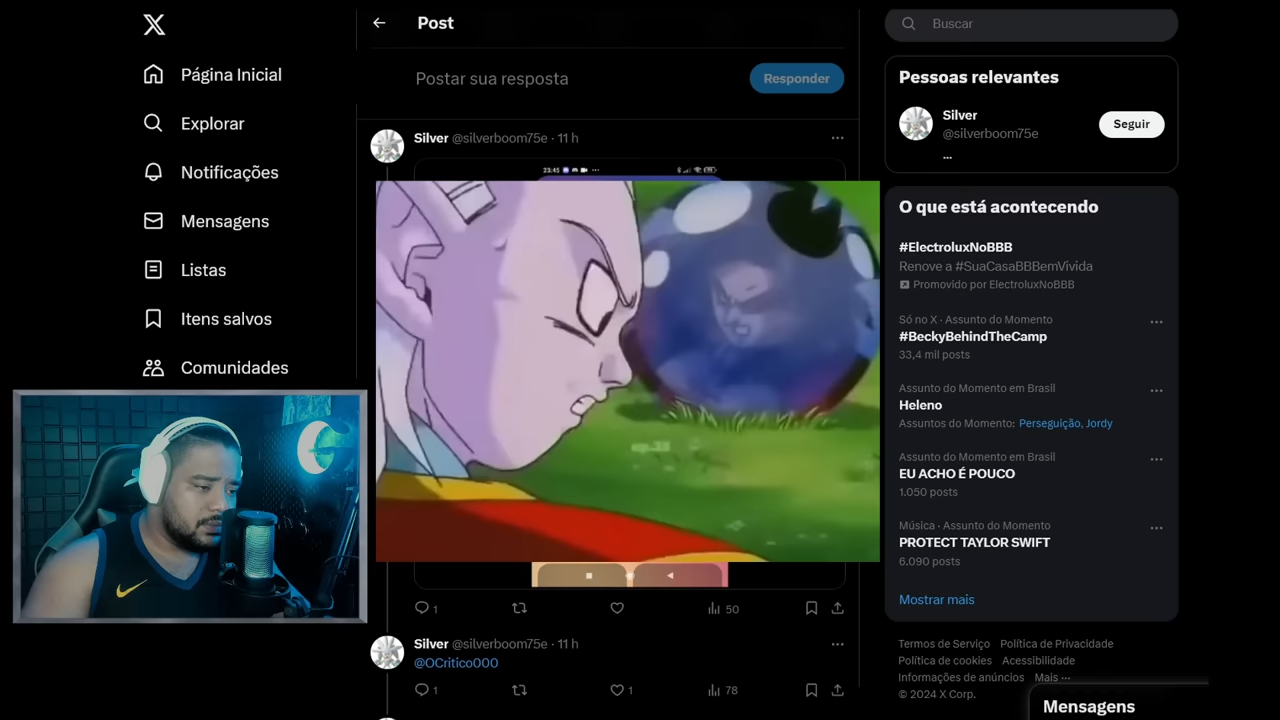 Página Inicial
Explorar
Notificações
Mensagens
Listas
Itens salvos
Comunidades
Post
Postar sua resposta
Responder
Silver @silverboom75e · 11 h
23:45
ep.33
1
50
Silver @silverboom75e · 11 h
@OCritico000
1
1
78
Buscar
Pessoas relevantes
Silver
@silverboom75e
...
Seguir
O que está acontecendo
#ElectroluxNoBBB
Renove a #SuaCasaBBBemVivida
Promovido por ElectroluxNoBBB
Só no X · Assunto do Momento
#BeckyBehindTheCamp
33,4 mil posts
Assunto do Momento em Brasil
Heleno
Assuntos do Momento: Perseguição, Jordy
Assunto do Momento em Brasil
EU ACHO É POUCO
1.050 posts
Música · Assunto do Momento
PROTECT TAYLOR SWIFT
6.090 posts
Mostrar mais
Termos de Serviço Política de Privacidade
Política de cookies Acessibilidade
Informações de anúncios Mais ...
© 2024 X Corp.
Mensagens